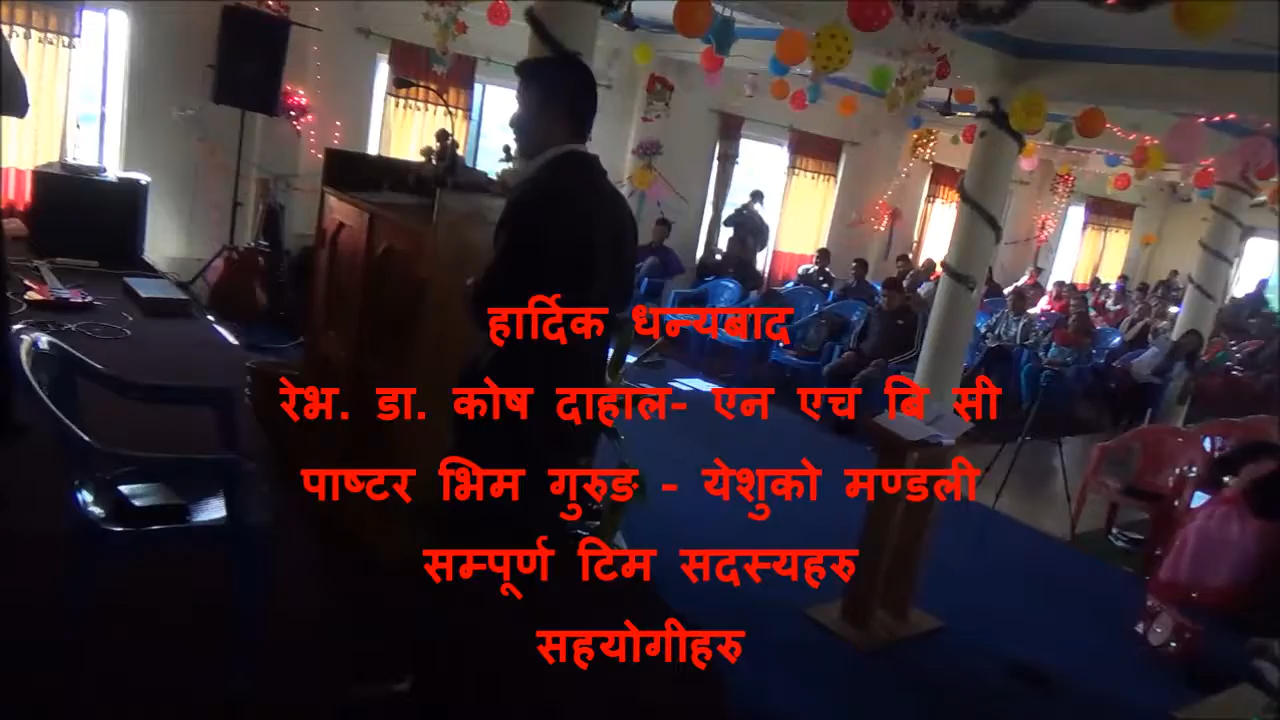 हार्दिक धन्यबाद
रेभ. डा. कोष दाहाल- एन एच बि सी
पाष्टर भिम गुरुङ - येशुको मण्डली
सम्पूर्ण टिम सदस्यहरु
सहयोगीहरु